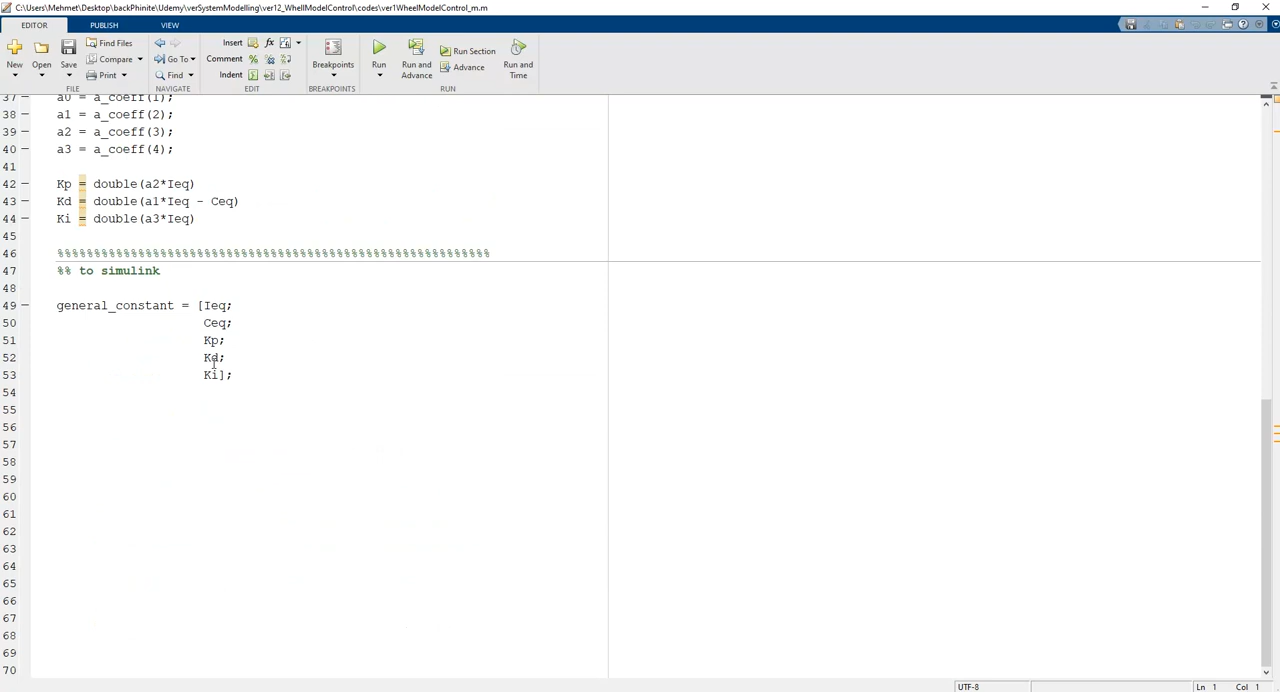 C:\Users\Mehmet\Desktop\backPhinite\Udemy\verSystemModelling\ver12_WhellModelControl\codes\ver1WheelModelControl_m.m
EDITOR PUBLISH VIEW
New Open Save Find Files Compare Print Go To Find Insert fx Comment Indent Breakpoints Run Run and Advance Run Section Advance Run and Time
FILE NAVIGATE EDIT BREAKPOINTS RUN
37 – a0 = a_coeff(1);
38 – a1 = a_coeff(2);
39 – a2 = a_coeff(3);
40 – a3 = a_coeff(4);
41
42 – Kp = double(a2*Ieq)
43 – Kd = double(a1*Ieq - Ceq)
44 – Ki = double(a3*Ieq)
45
46 %%%%%%%%%%%%%%%%%%%%%%%%%%%%%%%%%%%%%%%%%%%%%%%%%%%%%%%%%%%
47 %% to simulink
48
49 – general_constant = [Ieq;
50 Ceq;
51 Kp;
52 Kd;
53 Ki];
54
55
56
57
58
59
60
61
62
63
64
65
66
67
68
69
70
UTF-8 Ln 1 Col 1